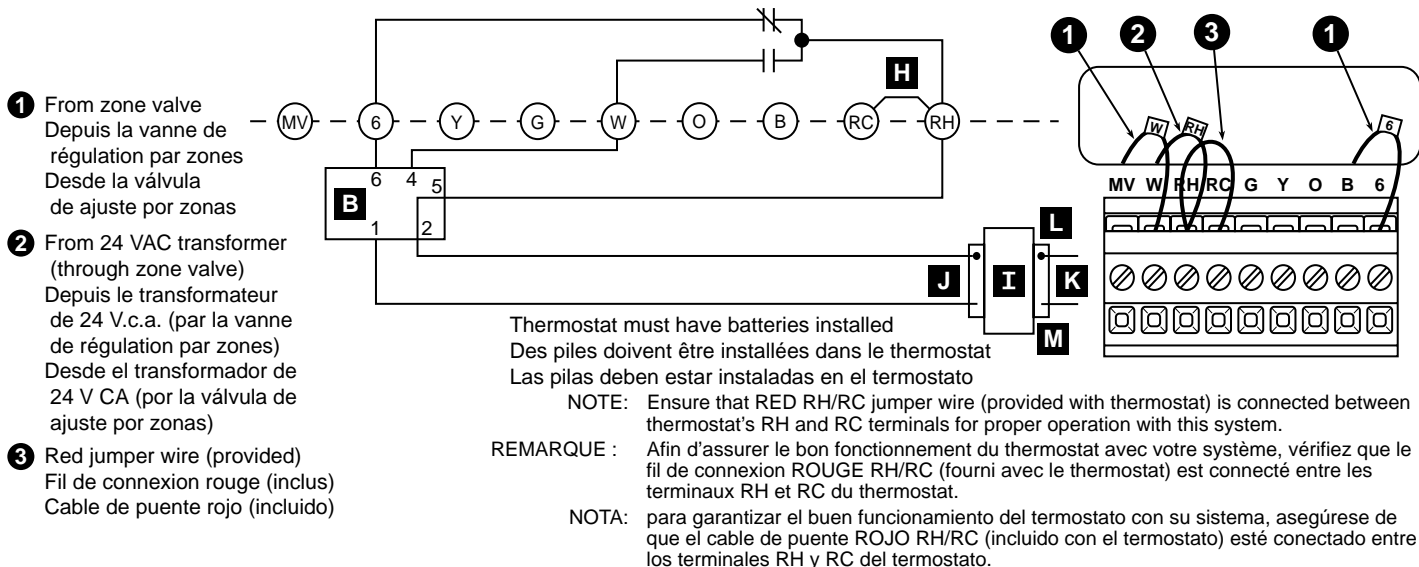 1 From zone valve
Depuis la vanne de
régulation par zones
Desde la válvula
de ajuste por zonas
2 From 24 VAC transformer
(through zone valve)
Depuis le transformateur
de 24 V.c.a. (par la vanne
de régulation par zones)
Desde el transformador de
24 V CA (por la válvula de
ajuste por zonas)
3 Red jumper wire (provided)
Fil de connexion rouge (inclus)
Cable de puente rojo (incluido)
H
MV 6 Y G W O B RC RH
6 4 5
B
1 2
L
J I K
M
1 2 3 1
W RH 6
MV W RH RC G Y O B 6
Thermostat must have batteries installed
Des piles doivent être installées dans le thermostat
Las pilas deben estar instaladas en el termostato
NOTE: Ensure that RED RH/RC jumper wire (provided with thermostat) is connected between
thermostat's RH and RC terminals for proper operation with this system.
REMARQUE : Afin d'assurer le bon fonctionnement du thermostat avec votre système, vérifiez que le
fil de connexion ROUGE RH/RC (fourni avec le thermostat) est connecté entre les
terminaux RH et RC du thermostat.
NOTA: para garantizar el buen funcionamiento del termostato con su sistema, asegúrese de
que el cable de puente ROJO RH/RC (incluido con el termostato) esté conectado entre
los terminales RH y RC del termostato.